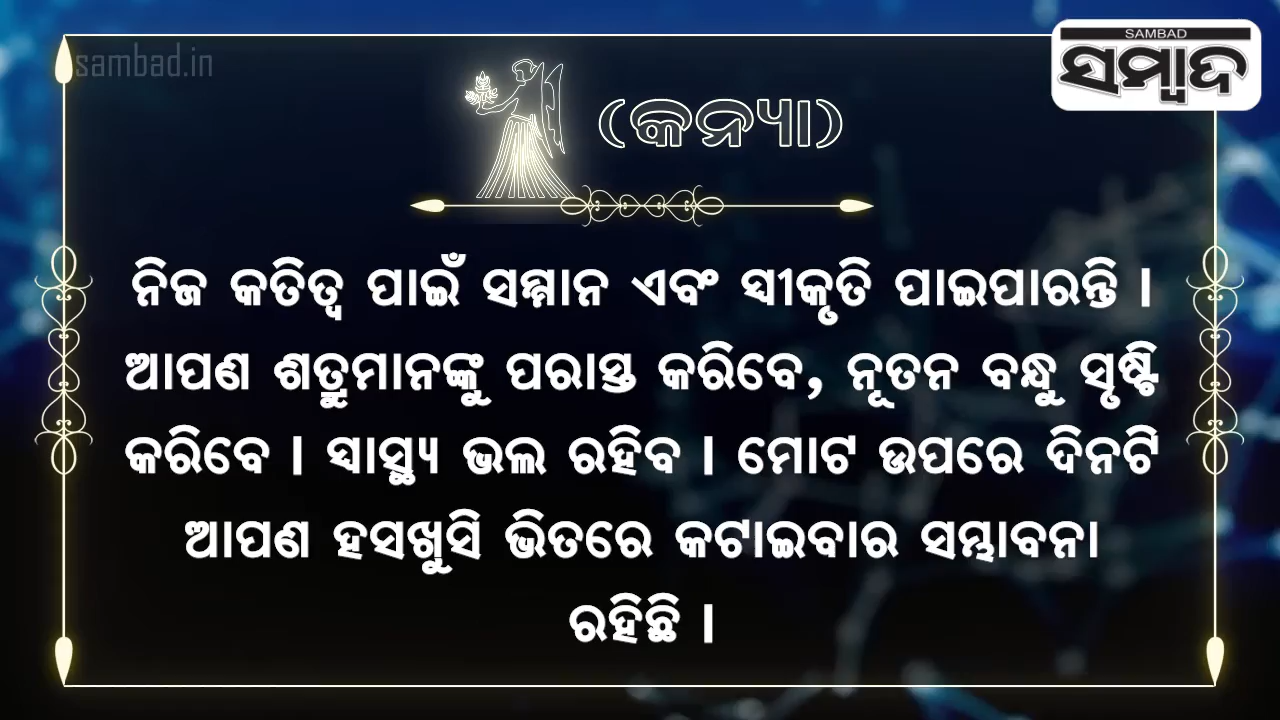 sambad.in
SAMBAD
ସମ୍ବାଦ
(କନ୍ୟା)
ନିଜ କତିତ୍ୱ ପାଇଁ ସମ୍ମାନ ଏବଂ ସ୍ୱୀକୃତି ପାଇପାରନ୍ତି ।
ଆପଣ ଶତ୍ରୁମାନଙ୍କୁ ପରାସ୍ତ କରିବେ, ନୂତନ ବନ୍ଧୁ ସୃଷ୍ଟି
କରିବେ । ସ୍ୱାସ୍ଥ୍ୟ ଭଲ ରହିବ । ମୋଟ ଉପରେ ଦିନଟି
ଆପଣ ହସଖୁସି ଭିତରେ କଟାଇବାର ସମ୍ଭାବନା
ରହିଛି ।